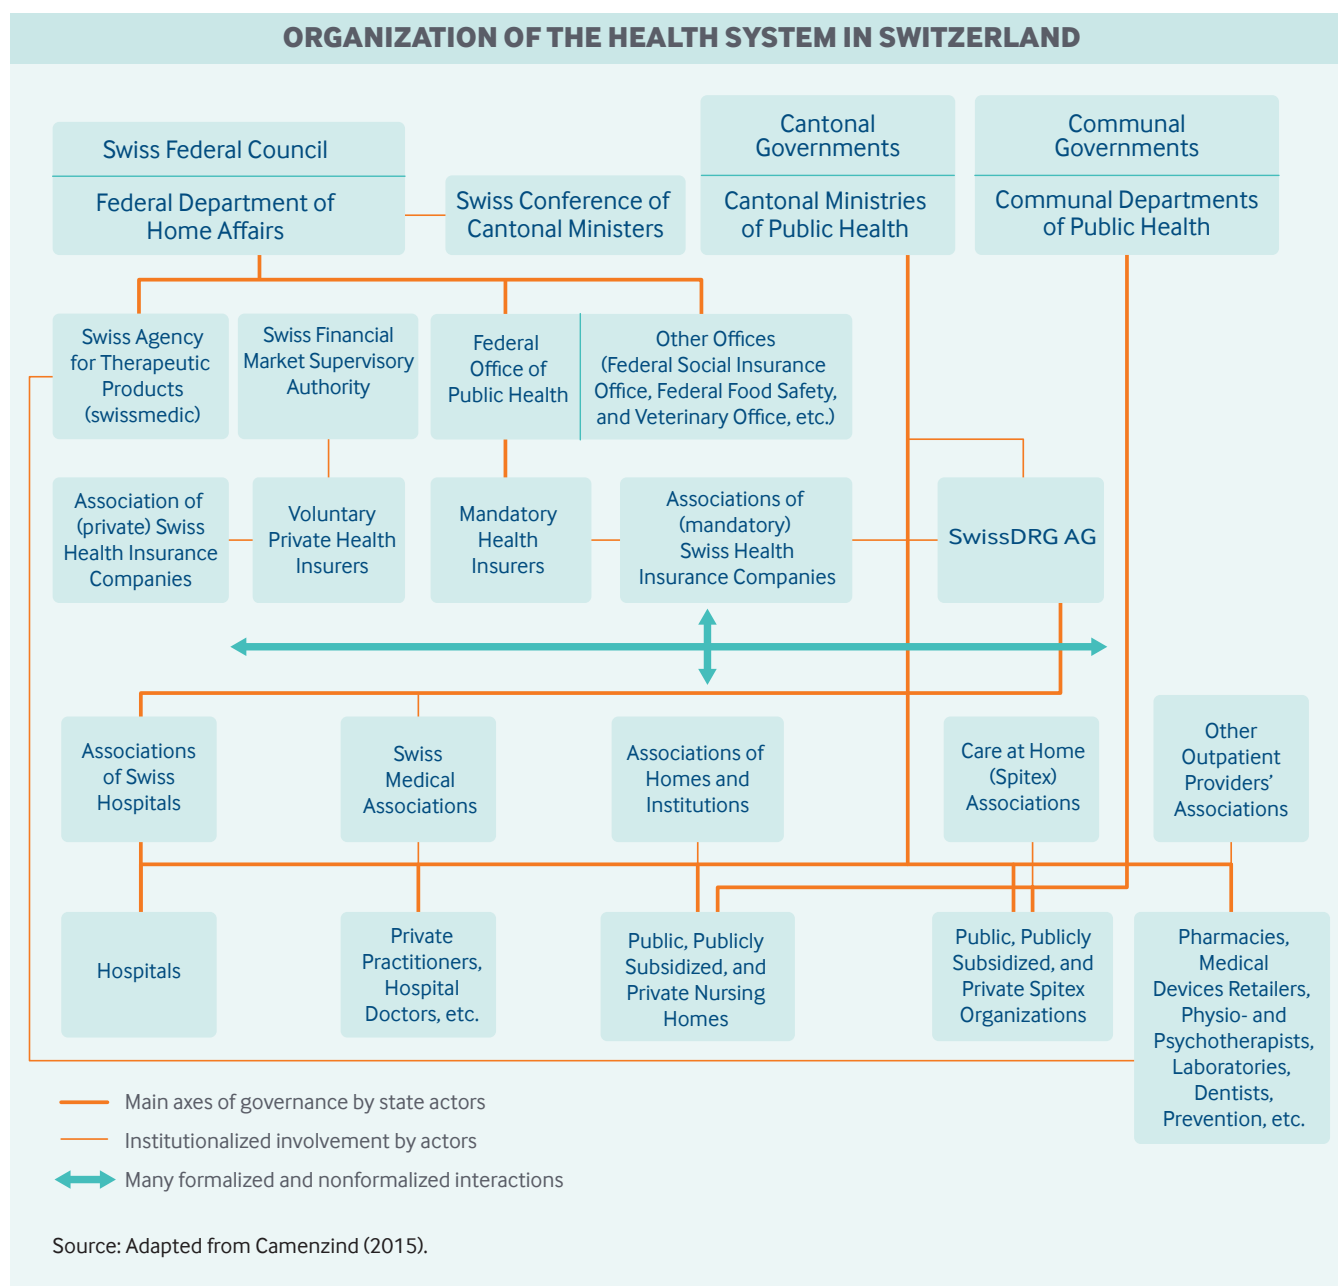 ORGANIZATION OF THE HEALTH SYSTEM IN SWITZERLAND
Swiss Federal Council
Federal Department of
Home Affairs
Swiss Conference of
Cantonal Ministers
Cantonal
Governments
Cantonal Ministries
of Public Health
Communal
Governments
Communal Departments
of Public Health
Swiss Agency
for Therapeutic
Products
(swissmedic)
Swiss Financial
Market Supervisory
Authority
Federal
Office of
Public Health
Other Offices
(Federal Social Insurance
Office, Federal Food Safety,
and Veterinary Office, etc.)
Association of
(private) Swiss
Health Insurance
Companies
Voluntary
Private Health
Insurers
Mandatory
Health
Insurers
Associations of
(mandatory)
Swiss Health
Insurance Companies
SwissDRG AG
Associations
of Swiss
Hospitals
Swiss
Medical
Associations
Associations of
Homes and
Institutions
Care at Home
(Spitex)
Associations
Other
Outpatient
Providers’
Associations
Hospitals
Private
Practitioners,
Hospital
Doctors, etc.
Public, Publicly
Subsidized, and
Private Nursing
Homes
Public, Publicly
Subsidized, and
Private Spitex
Organizations
Pharmacies,
Medical
Devices Retailers,
Physio- and
Psychotherapists,
Laboratories,
Dentists,
Prevention, etc.
Main axes of governance by state actors
Institutionalized involvement by actors
Many formalized and nonformalized interactions
Source: Adapted from Camenzind (2015).